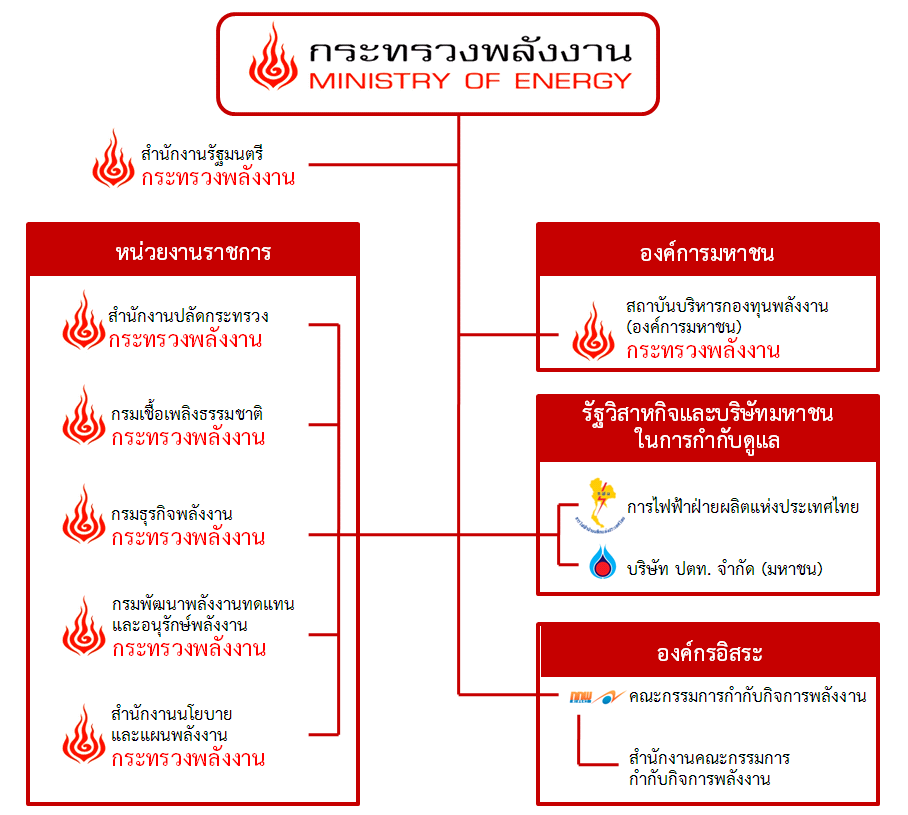 กระทรวงพลังงาน
MINISTRY OF ENERGY
สำนักงานรัฐมนตรี
กระทรวงพลังงาน
หน่วยงานราชการ
สำนักงานปลัดกระทรวง
กระทรวงพลังงาน
กรมเชื้อเพลิงธรรมชาติ
กระทรวงพลังงาน
กรมธุรกิจพลังงาน
กระทรวงพลังงาน
กรมพัฒนาพลังงานทดแทน
และอนุรักษ์พลังงาน
กระทรวงพลังงาน
สำนักงานนโยบาย
และแผนพลังงาน
กระทรวงพลังงาน
องค์การมหาชน
สถาบันบริหารกองทุนพลังงาน
(องค์การมหาชน)
กระทรวงพลังงาน
รัฐวิสาหกิจและบริษัทมหาชน
ในการกำกับดูแล
การไฟฟ้าฝ่ายผลิตแห่งประเทศไทย
บริษัท ปตท. จำกัด (มหาชน)
องค์กรอิสระ
คณะกรรมการกำกับกิจการพลังงาน
สำนักงานคณะกรรมการ
กำกับกิจการพลังงาน